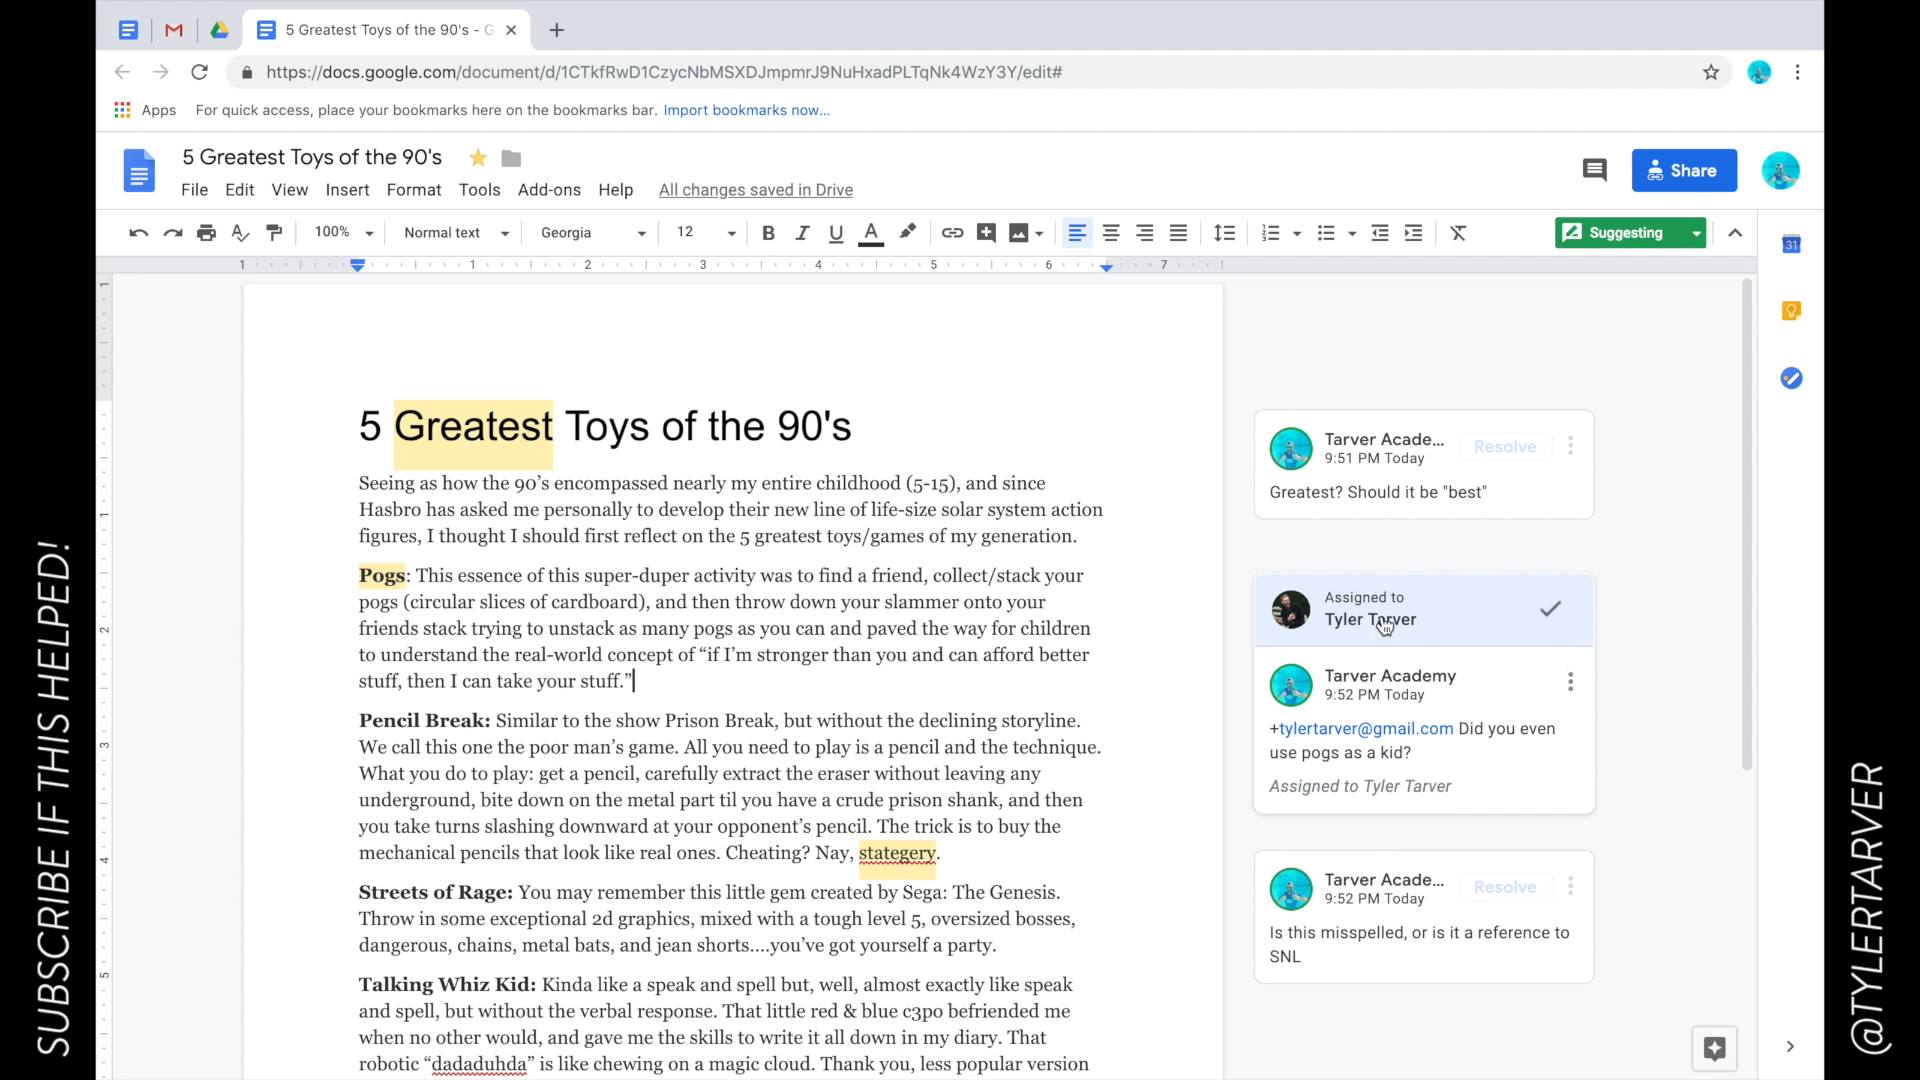 5 Greatest Toys of the 90's - G
https://docs.google.com/document/d/1CTkfRwD1CzycNbMSXDJmpmrJ9NuHxadPLTqNk4WzY3Y/edit#
Apps For quick access, place your bookmarks here on the bookmarks bar. Import bookmarks now...
5 Greatest Toys of the 90's
File Edit View Insert Format Tools Add-ons Help All changes saved in Drive
Share
100% Normal text Georgia 12 Suggesting
31
1 1 2 3 4 5 6 7
1
1
2
3
4
5
5 Greatest Toys of the 90's
Seeing as how the 90’s encompassed nearly my entire childhood (5-15), and since
Hasbro has asked me personally to develop their new line of life-size solar system action
figures, I thought I should first reflect on the 5 greatest toys/games of my generation.
Pogs: This essence of this super-duper activity was to find a friend, collect/stack your
pogs (circular slices of cardboard), and then throw down your slammer onto your
friends stack trying to unstack as many pogs as you can and paved the way for children
to understand the real-world concept of “if I’m stronger than you and can afford better
stuff, then I can take your stuff.”
Pencil Break: Similar to the show Prison Break, but without the declining storyline.
We call this one the poor man’s game. All you need to play is a pencil and the technique.
What you do to play: get a pencil, carefully extract the eraser without leaving any
underground, bite down on the metal part til you have a crude prison shank, and then
you take turns slashing downward at your opponent’s pencil. The trick is to buy the
mechanical pencils that look like real ones. Cheating? Nay, stategery.
Streets of Rage: You may remember this little gem created by Sega: The Genesis.
Throw in some exceptional 2d graphics, mixed with a tough level 5, oversized bosses,
dangerous, chains, metal bats, and jean shorts....you’ve got yourself a party.
Talking Whiz Kid: Kinda like a speak and spell but, well, almost exactly like speak
and spell, but without the verbal response. That little red & blue c3po befriended me
when no other would, and gave me the skills to write it all down in my diary. That
robotic “dadaduhda” is like chewing on a magic cloud. Thank you, less popular version
Tarver Acade... Resolve
9:51 PM Today
Greatest? Should it be "best"
Assigned to
Tyler Tarver
Tarver Academy
9:52 PM Today
+tylertarver@gmail.com Did you even
use pogs as a kid?
Assigned to Tyler Tarver
Tarver Acade... Resolve
9:52 PM Today
Is this misspelled, or is it a reference to
SNL
SUBSCRIBE IF THIS HELPED!
@TYLERTARVER